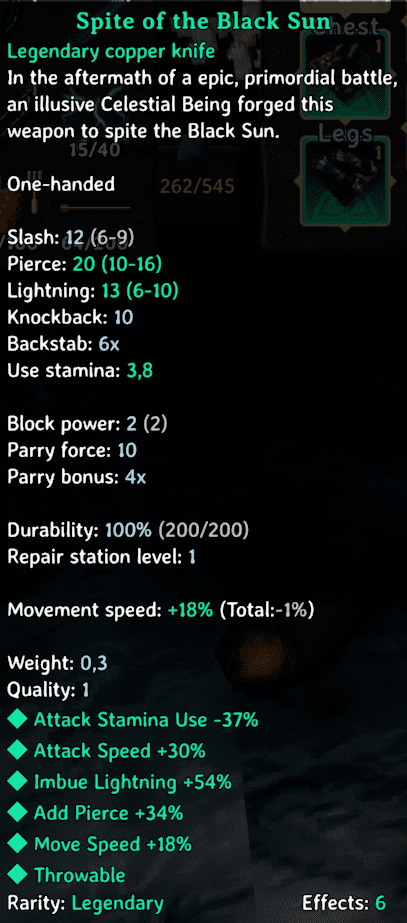 Spite of the Black Sun
Chest
1
Legendary copper knife
In the aftermath of a epic, primordial battle,
an illusive Celestial Being forged this
weapon to spite the Black Sun.
Legs
15/40
1
One-handed
262/545
Slash: 12 (6-9)
Pierce: 20 (10-16)
Lightning: 13 (6-10)
Knockback: 10
Backstab: 6x
Use stamina: 3,8
Block power: 2 (2)
Parry force: 10
Parry bonus: 4x
Durability: 100% (200/200)
Repair station level: 1
Movement speed: +18% (Total:-1%)
Weight: 0,3
Quality: 1
Attack Stamina Use -37%
Attack Speed +30%
Imbue Lightning +54%
Add Pierce +34%
Move Speed +18%
Throwable
Rarity: Legendary Effects: 6